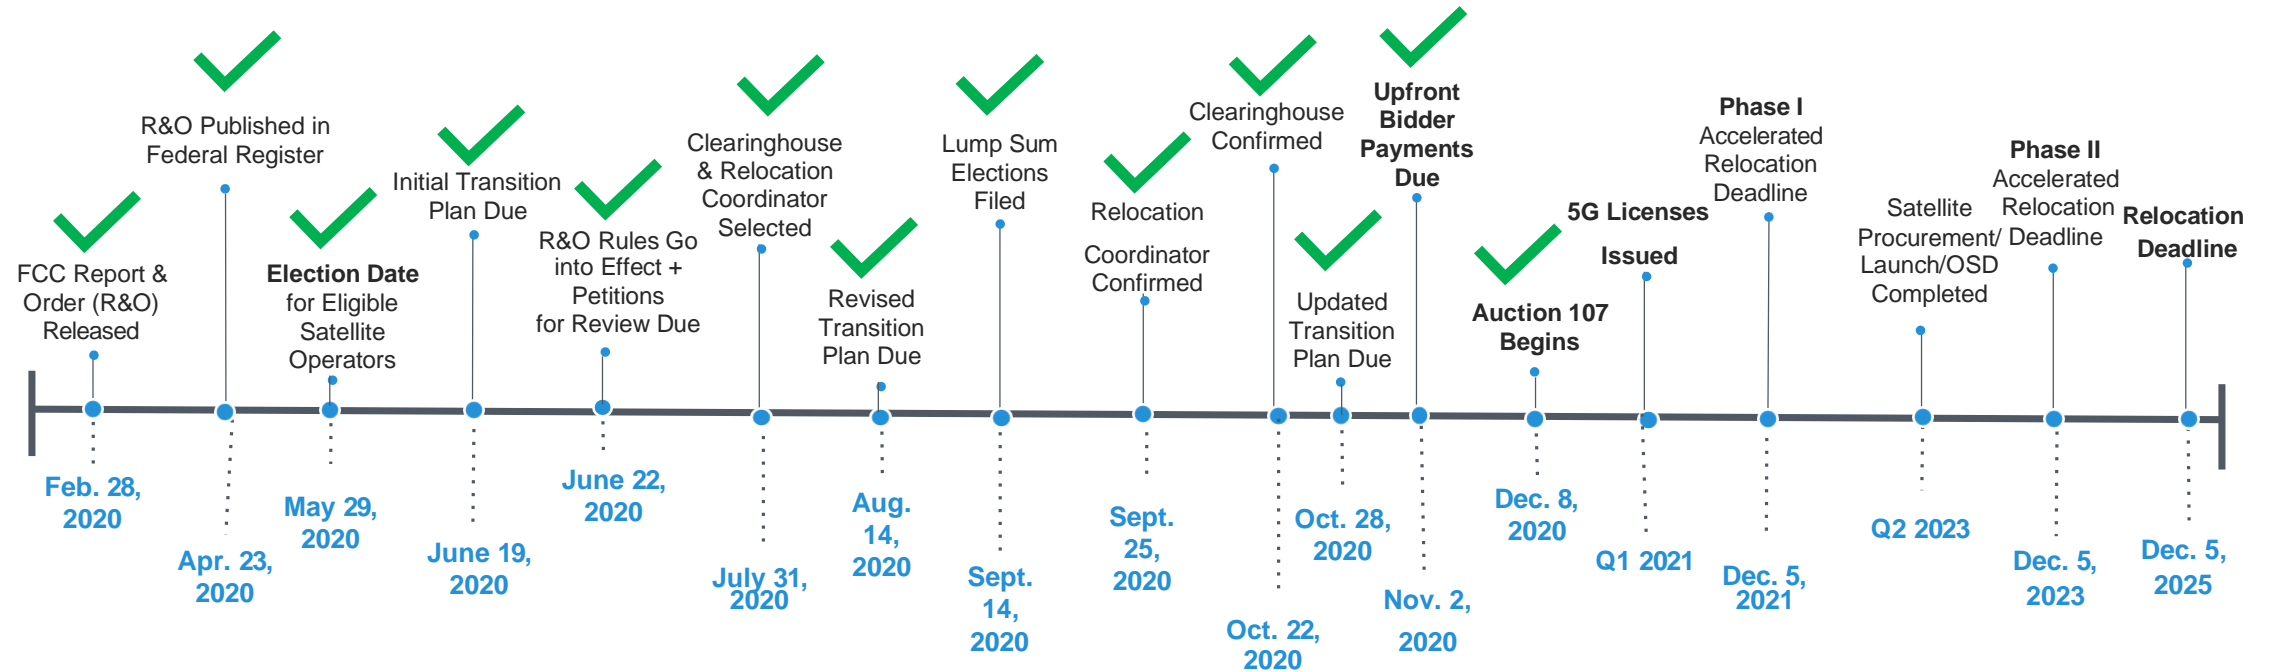 R&O Published in
Federal Register
FCC Report &
Order (R&O)
Released
Election Date
for Eligible
Satellite
Operators
Initial Transition
Plan Due
R&O Rules Go
into Effect +
Petitions
for Review Due
Clearinghouse
& Relocation
Coordinator
Selected
Revised
Transition
Plan Due
Lump Sum
Elections
Filed
Relocation
Coordinator
Confirmed
Clearinghouse
Confirmed
Updated
Transition
Plan Due
Upfront
Bidder
Payments
Due
Auction 107
Begins
5G Licenses
Issued
Phase I
Accelerated
Relocation
Deadline
Satellite
Procurement/
Launch/OSD
Completed
Phase II
Accelerated
Relocation
Deadline
Relocation
Deadline
Feb. 28,
2020
Apr. 23,
2020
May 29,
2020
June 19,
2020
June 22,
2020
July 31,
2020
Aug.
14,
2020
Sept.
14,
2020
Sept.
25,
2020
Oct. 22,
2020
Oct. 28,
2020
Nov. 2,
2020
Dec. 8,
2020
Q1 2021
Dec. 5,
2021
Q2 2023
Dec. 5,
2023
Dec. 5,
2025